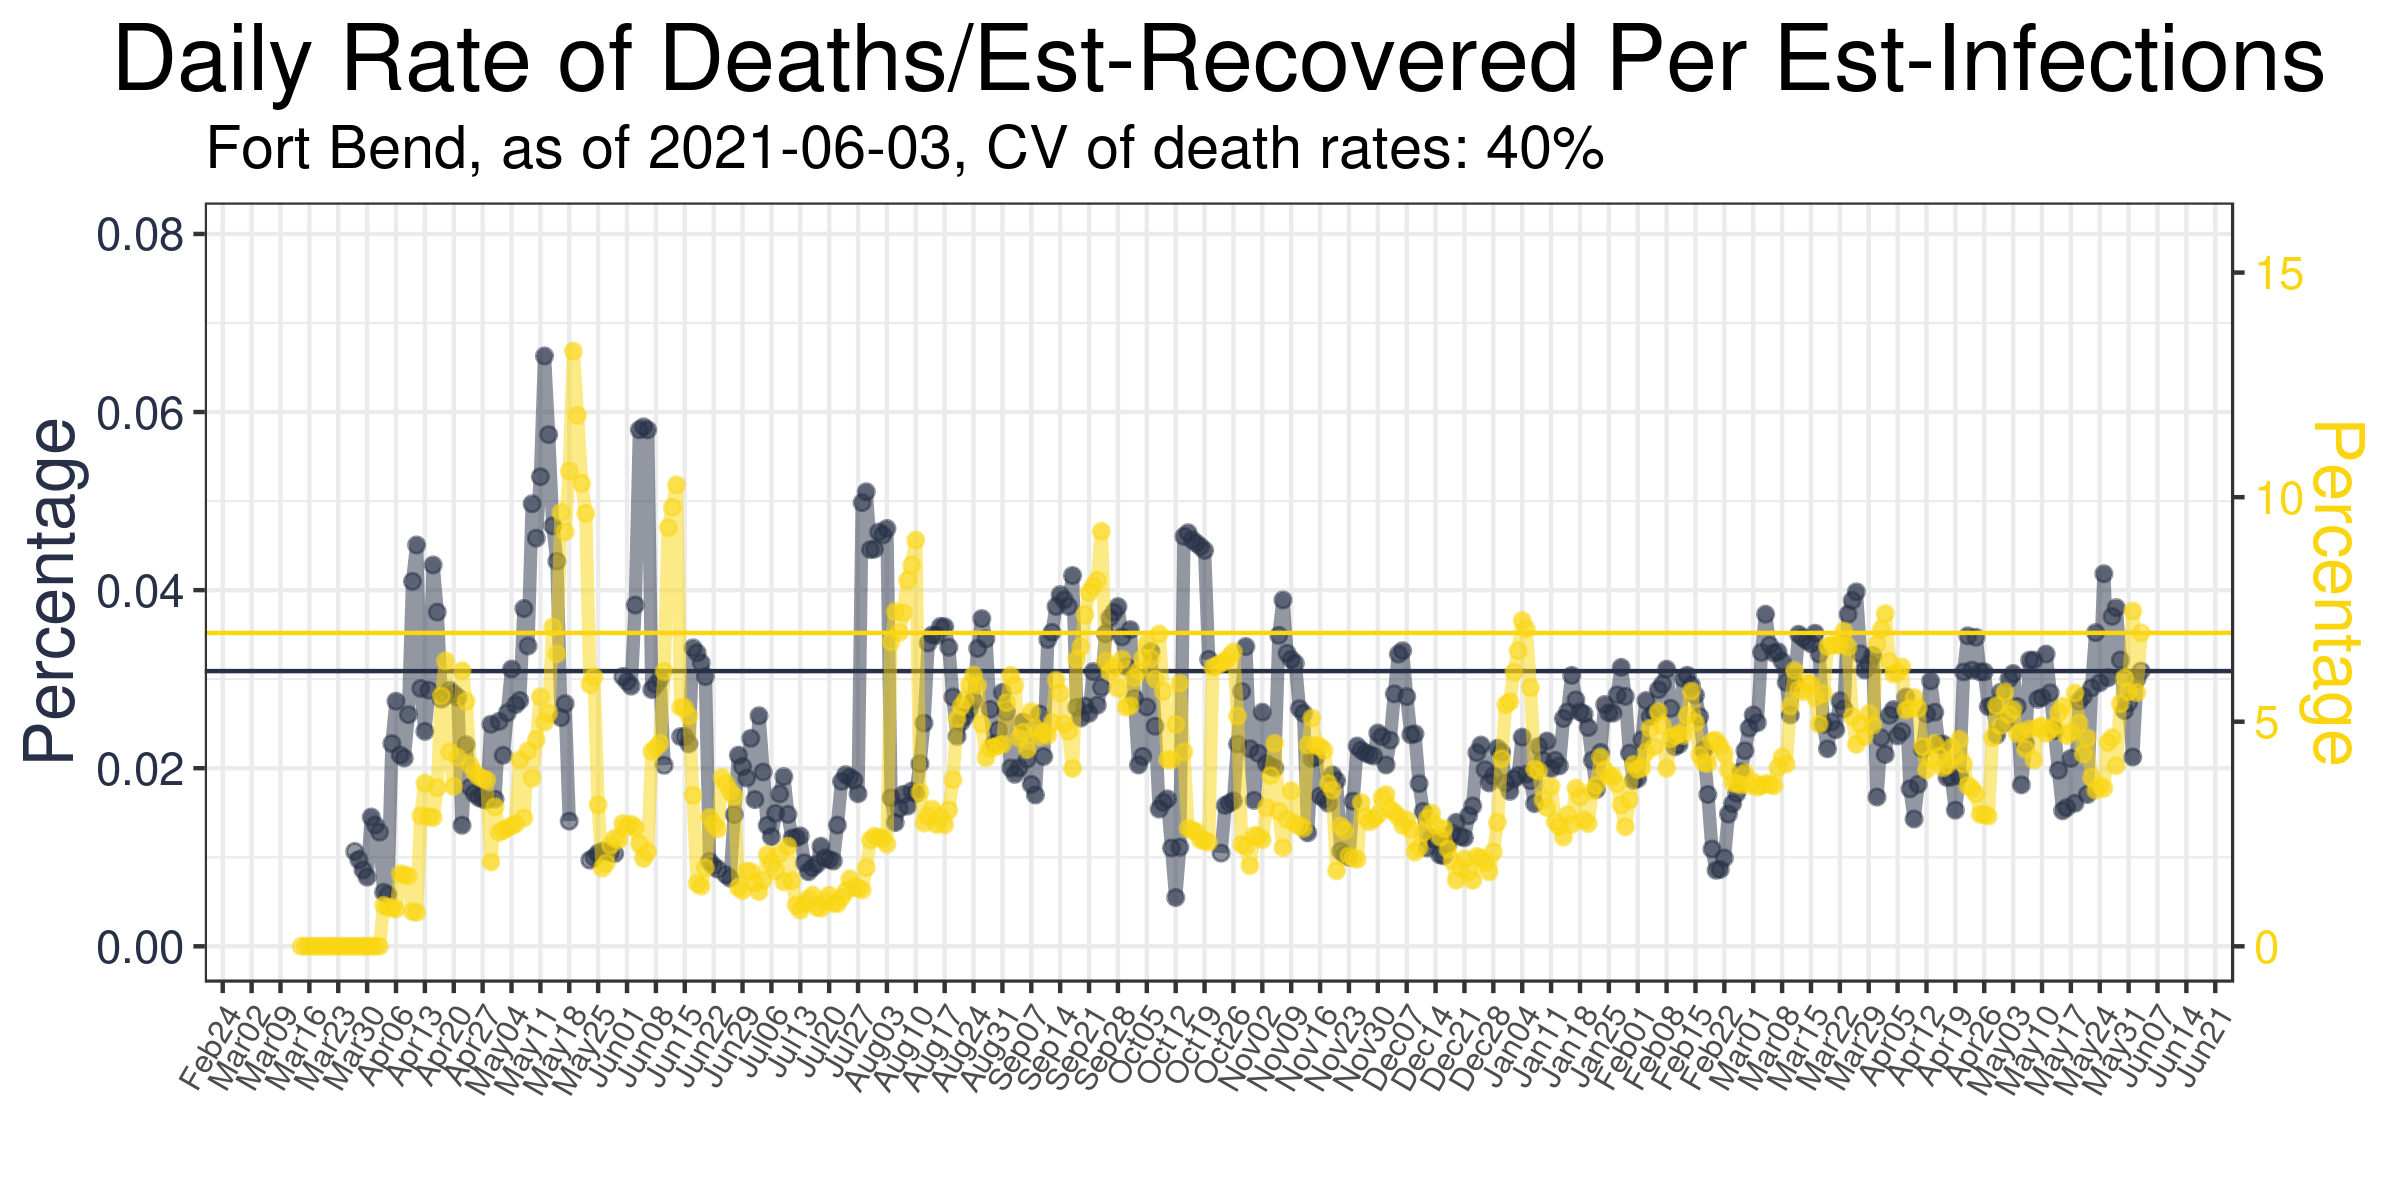 Daily Rate of Deaths/Est-Recovered Per Est-Infections
Fort Bend, as of 2021-06-03, CV of death rates: 40%
Percentage
0.08
0.06
0.04
0.02
0.00
15
10
5
0
Percentage
Feb24
Mar02
Mar09
Mar16
Mar23
Mar30
Apr06
Apr13
Apr20
Apr27
May04
May11
May18
May25
Jun01
Jun08
Jun15
Jun22
Jun29
Jul06
Jul13
Jul20
Jul27
Aug03
Aug10
Aug17
Aug24
Aug31
Sep07
Sep14
Sep21
Sep28
Oct05
Oct12
Oct19
Oct26
Nov02
Nov09
Nov16
Nov23
Nov30
Dec07
Dec14
Dec21
Dec28
Jan04
Jan11
Jan18
Jan25
Feb01
Feb08
Feb15
Feb22
Mar01
Mar08
Mar15
Mar22
Mar29
Apr05
Apr12
Apr19
Apr26
May03
May10
May17
May24
May31
Jun07
Jun14
Jun21